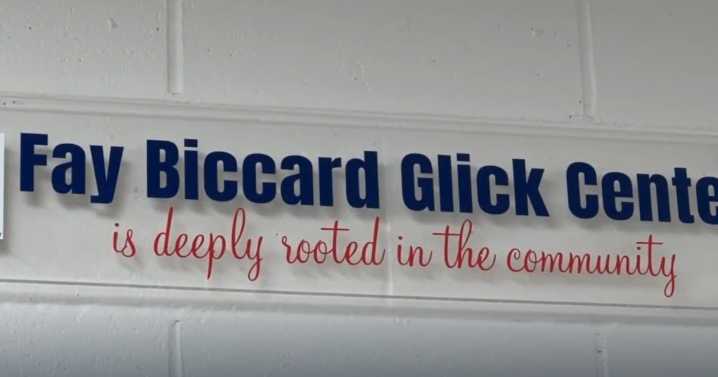 Fay Biccard Glick Cente
is deeply rooted in the community